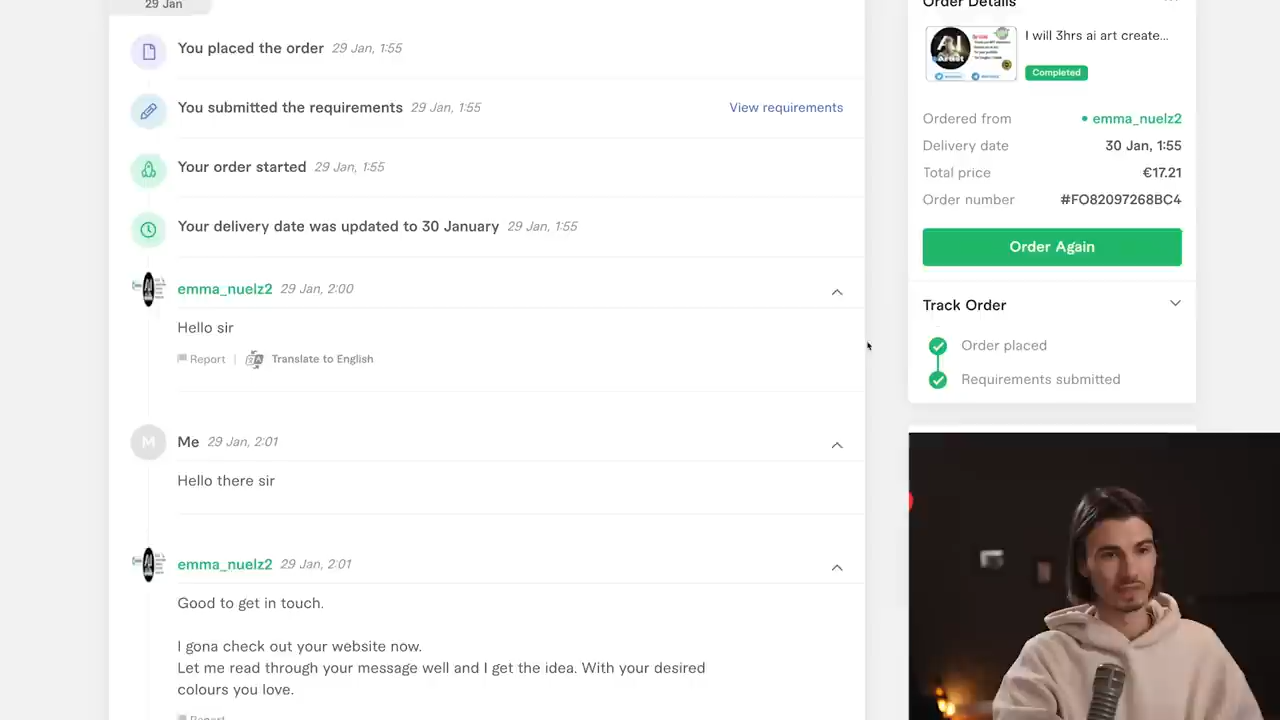 29 Jan
You placed the order 29 Jan, 1:55
You submitted the requirements 29 Jan, 1:55 View requirements
Your order started 29 Jan, 1:55
Your delivery date was updated to 30 January 29 Jan, 1:55
emma_nuelz2 29 Jan, 2:00
Hello sir
Report | Translate to English
M Me 29 Jan, 2:01
Hello there sir
emma_nuelz2 29 Jan, 2:01
Good to get in touch.
I gona check out your website now.
Let me read through your message well and I get the idea. With your desired
colours you love.
Report
Order Details
AI
Artist
I will 3hrs ai art create...
Completed
Ordered from emma_nuelz2
Delivery date 30 Jan, 1:55
Total price €17.21
Order number #FO82097268BC4
Order Again
Track Order
Order placed
Requirements submitted